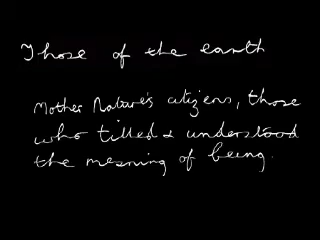 Those of the earth
Mother Nature's citizens, those
who tilled & understood
the meaning of being.